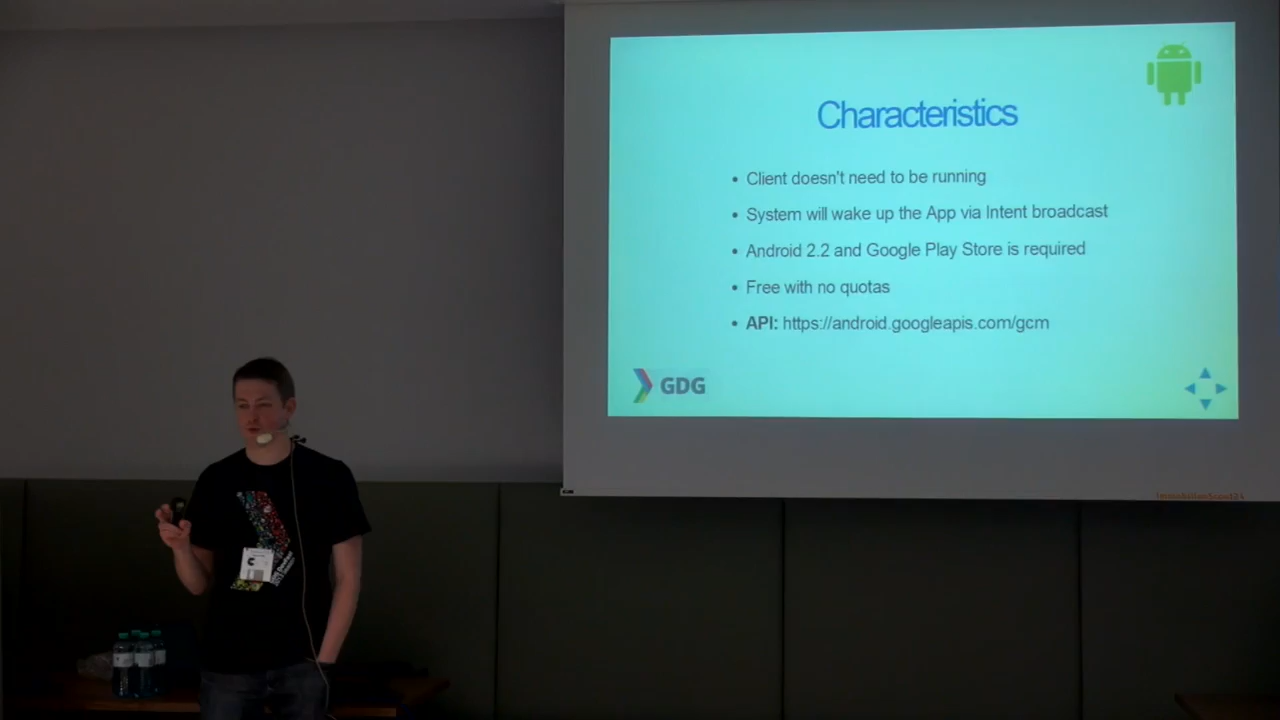 Characteristics
• Client doesn't need to be running
• System will wake up the App via Intent broadcast
• Android 2.2 and Google Play Store is required
• Free with no quotas
• API: https://android.googleapis.com/gcm
GDG